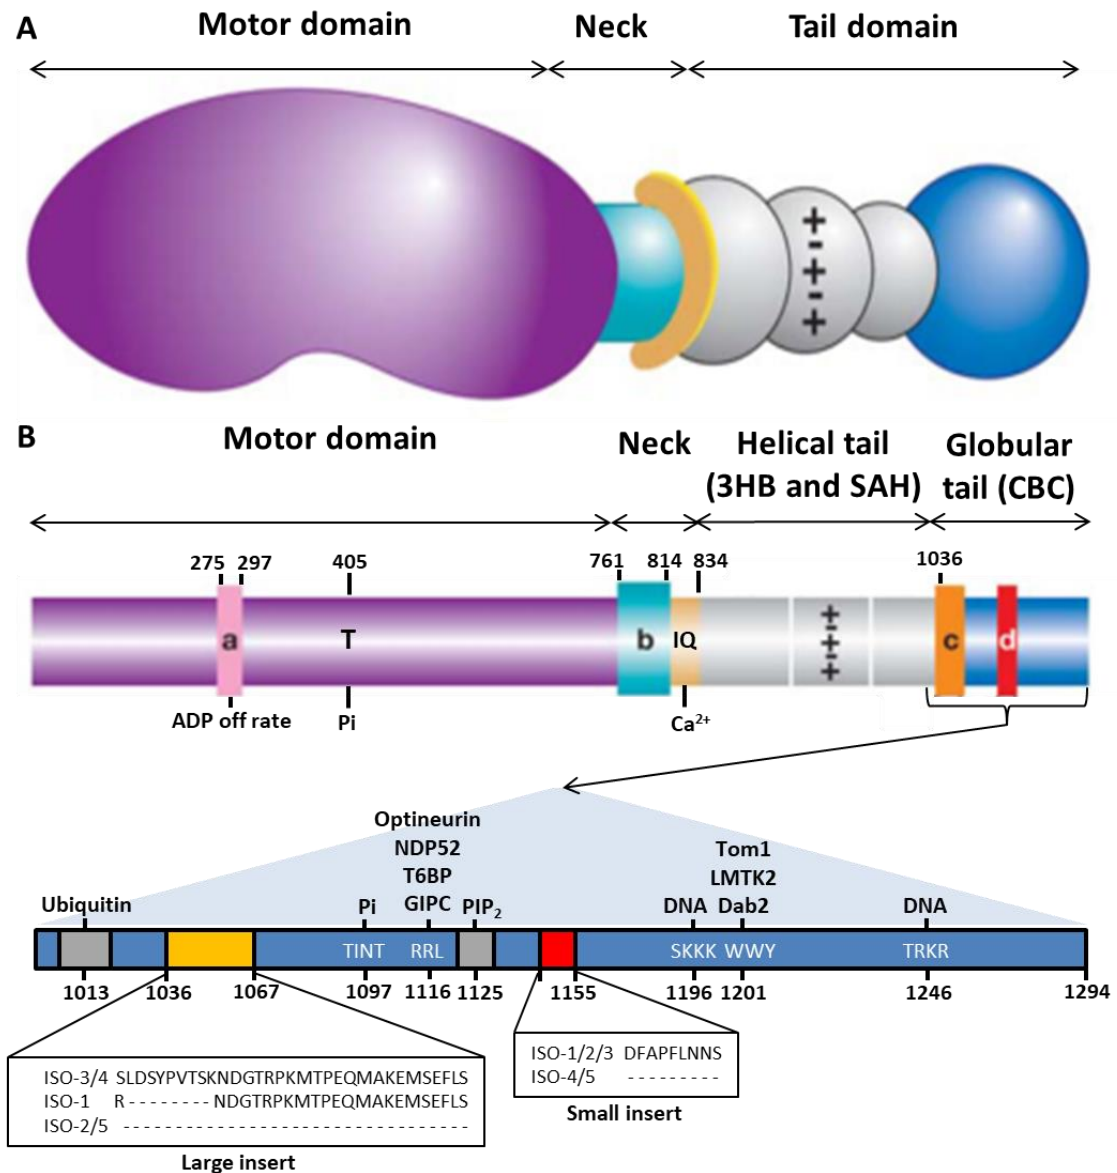 A
Motor domain Neck Tail domain
+
-
+
-
+
B
Motor domain Neck Helical tail Globular
(3HB and SAH) tail (CBC)
275 297 405 761 814 834 1036
a T b IQ + - + - + c d
ADP off rate Pi Ca²⁺
Optineurin
NDP52 Tom1
T6BP LMTK2
Ubiquitin Pi GIPC PIP₂ DNA Dab2 DNA
TINT RRL SKKK WWY TRKR
1013 1036 1067 1097 1116 1125 1155 1196 1201 1246 1294
ISO-3/4 SLDSYPVTSKNDGTRPKMTPEQMAKEMSEFLS
ISO-1 R - - - - - - - - NDGTRPKMTPEQMAKEMSEFLS
ISO-2/5 - - - - - - - - - - - - - - - - - - - - - - - - - - - - - - - -
Large insert
ISO-1/2/3 DFAPFLNNS
ISO-4/5 - - - - - - - - -
Small insert